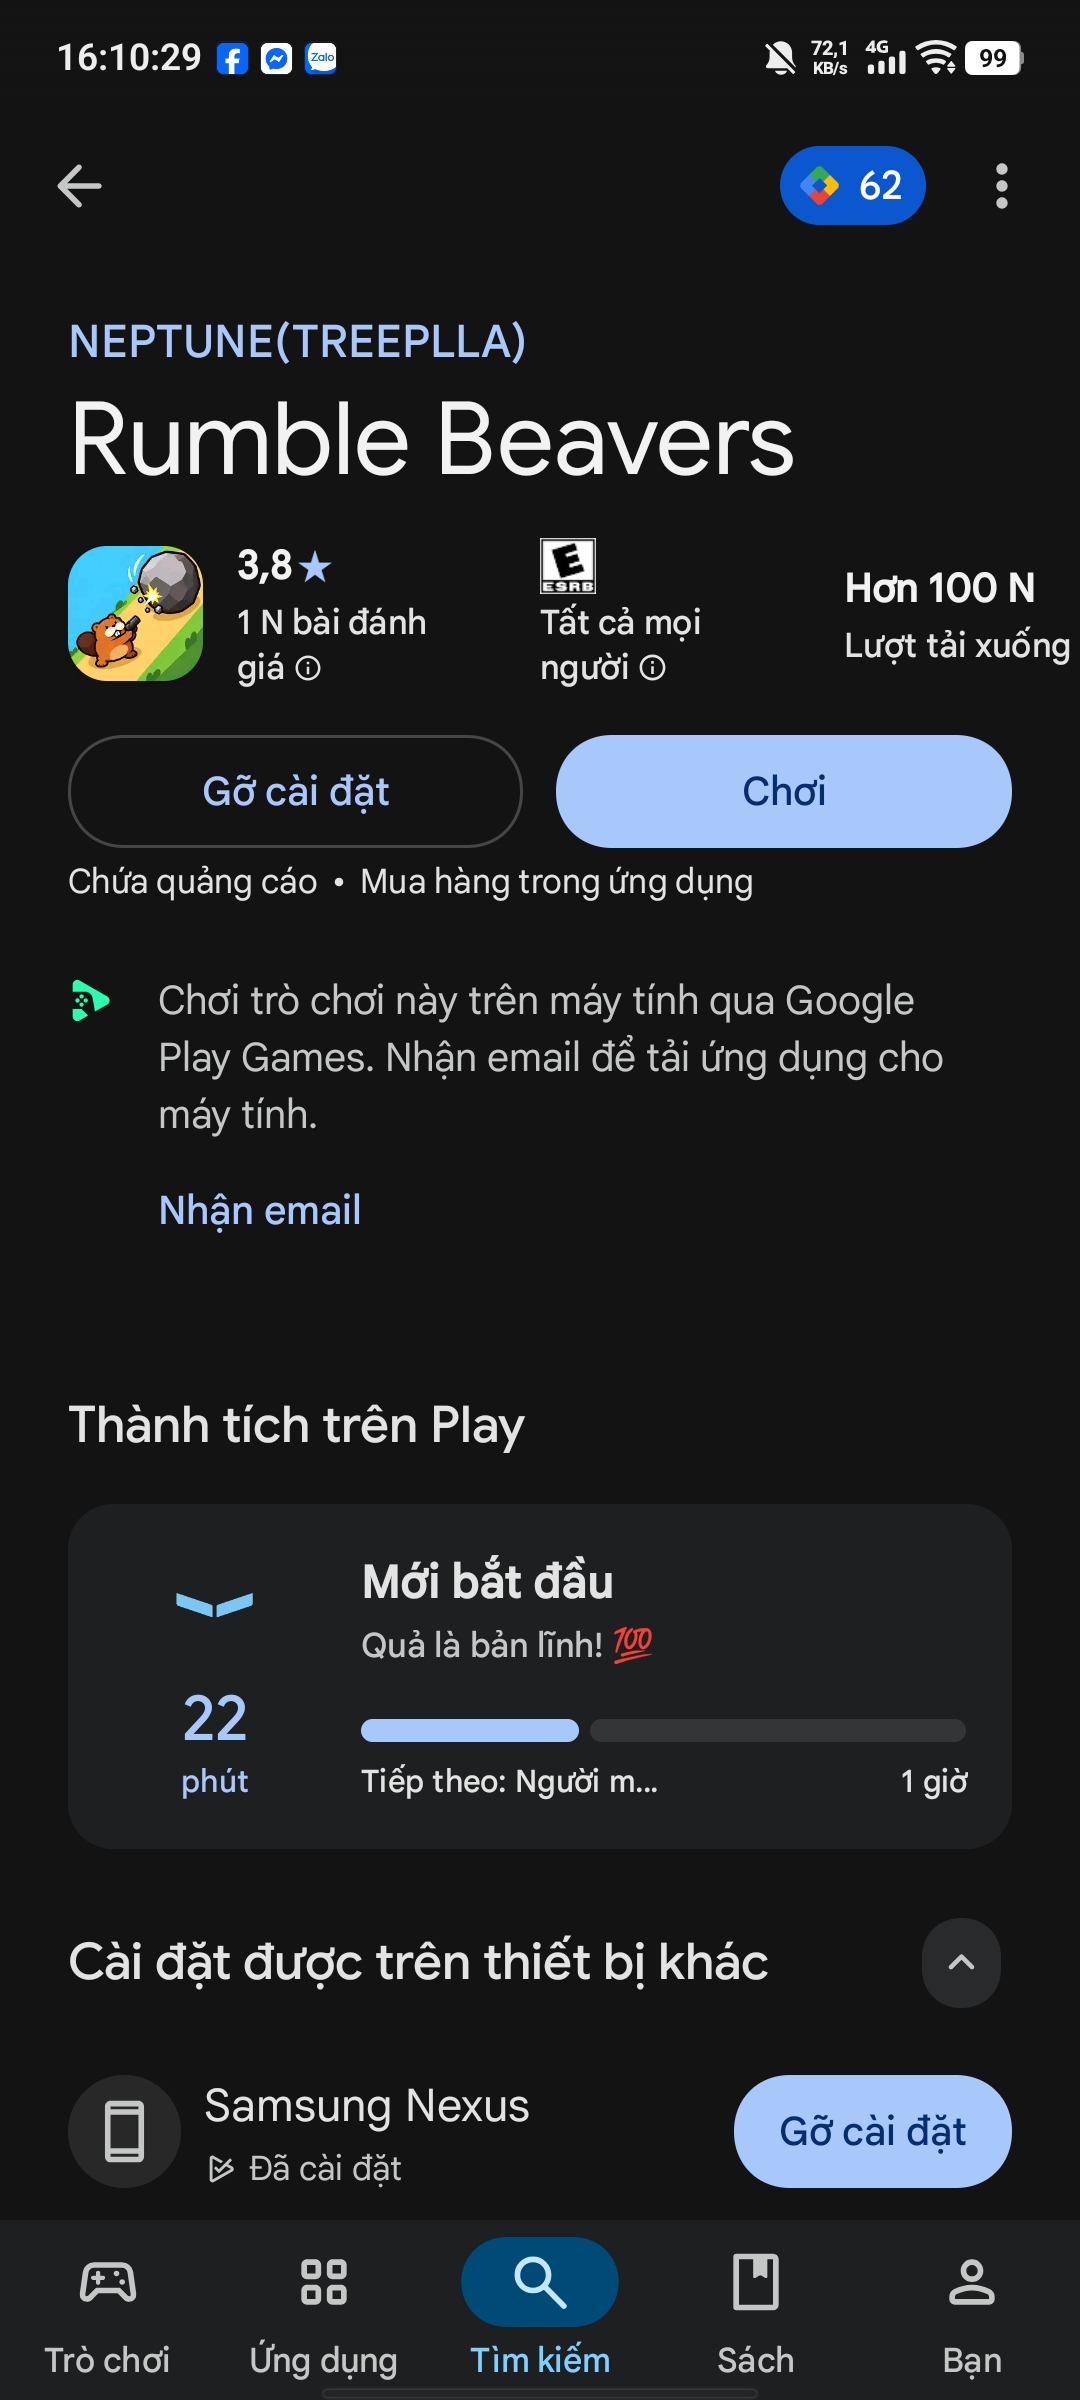 16:10:29
Zalo
72,1
KB/s
4G
99
62
NEPTUNE(TREEPLLA)
Rumble Beavers
3,8★
1 N bài đánh
giá
E
ESRB
Tất cả mọi
người
Hơn 100 N
Lượt tải xuống
Gỡ cài đặt
Chơi
Chứa quảng cáo • Mua hàng trong ứng dụng
Chơi trò chơi này trên máy tính qua Google
Play Games. Nhận email để tải ứng dụng cho
máy tính.
Nhận email
Thành tích trên Play
Mới bắt đầu
Quả là bản lĩnh! 💯
22
phút
Tiếp theo: Người m...
1 giờ
Cài đặt được trên thiết bị khác
Samsung Nexus
Đã cài đặt
Gỡ cài đặt
Trò chơi
Ứng dụng
Tìm kiếm
Sách
Bạn